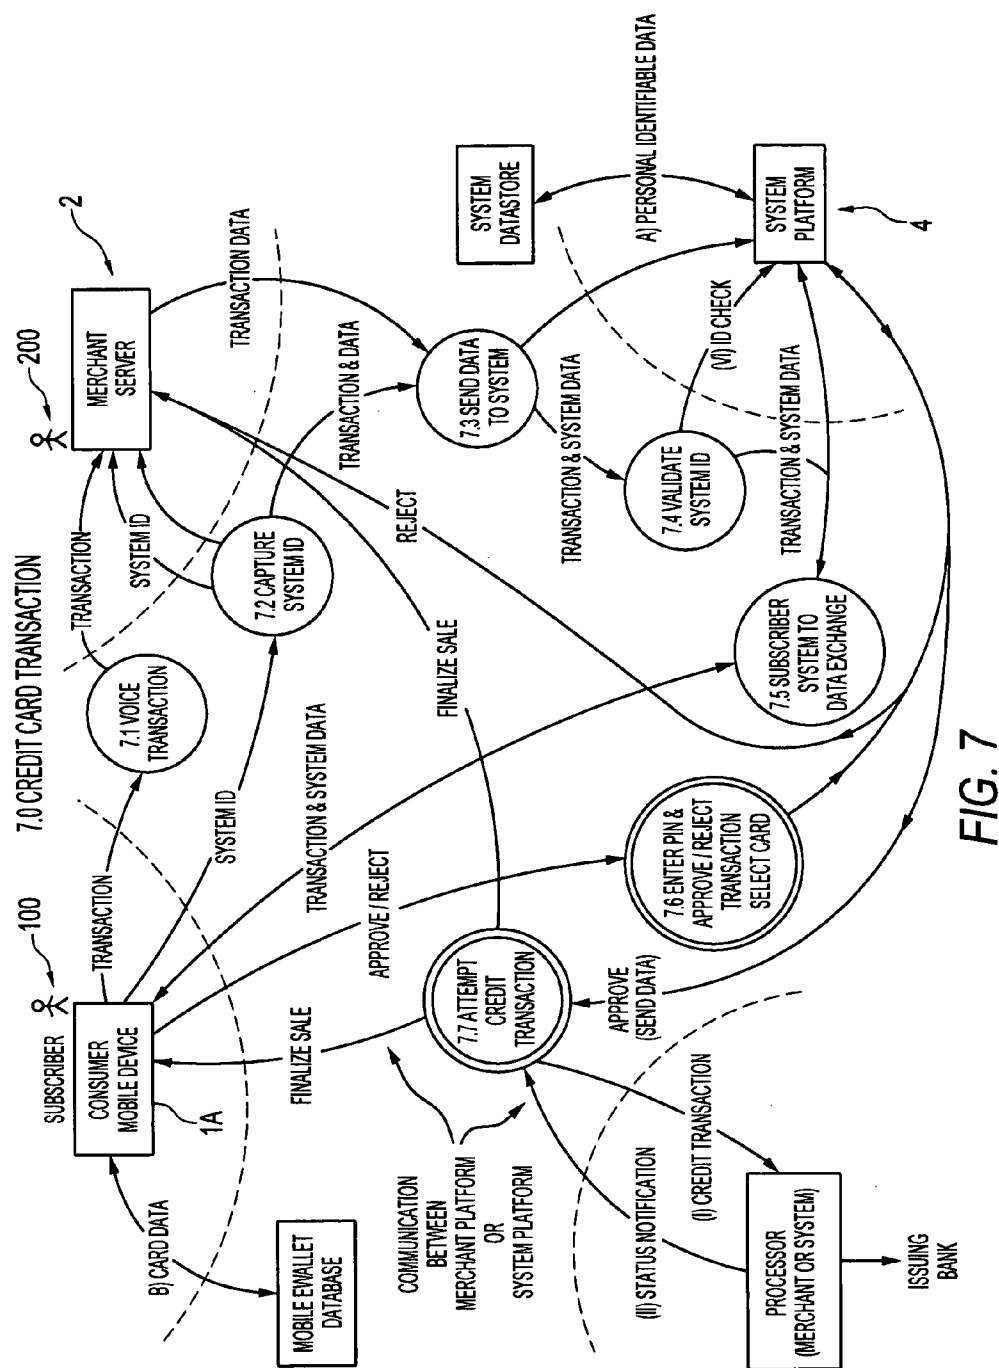 7.0 CREDIT CARD TRANSACTION
SUBSCRIBER
100
CONSUMER
MOBILE DEVICE
1A
B) CARD DATA
MOBILE EWALLET
DATABASE
TRANSACTION
7.1 VOICE
TRANSACTION
TRANSACTION
200
MERCHANT
SERVER
2
SYSTEM ID
SYSTEM ID
7.2 CAPTURE
SYSTEM ID
TRANSACTION DATA
TRANSACTION & DATA
7.3 SEND DATA
TO SYSTEM
SYSTEM
DATASTORE
A) PERSONAL IDENTIFIABLE DATA
SYSTEM
PLATFORM
4
TRANSACTION & SYSTEM DATA
7.4 VALIDATE
SYSTEM ID
(VI) ID CHECK
TRANSACTION & SYSTEM DATA
7.5 SUBSCRIBER
SYSTEM TO
DATA EXCHANGE
TRANSACTION & SYSTEM DATA
REJECT
FINALIZE SALE
APPROVE / REJECT
7.6 ENTER PIN &
APPROVE / REJECT
TRANSACTION
SELECT CARD
FINALIZE SALE
7.7 ATTEMPT
CREDIT
TRANSACTION
APPROVE
(SEND DATA)
COMMUNICATION
BETWEEN
MERCHANT PLATFORM
OR
SYSTEM PLATFORM
(II) STATUS NOTIFICATION
(I) CREDIT TRANSACTION
PROCESSOR
(MERCHANT OR SYSTEM)
ISSUING
BANK
FIG. 7